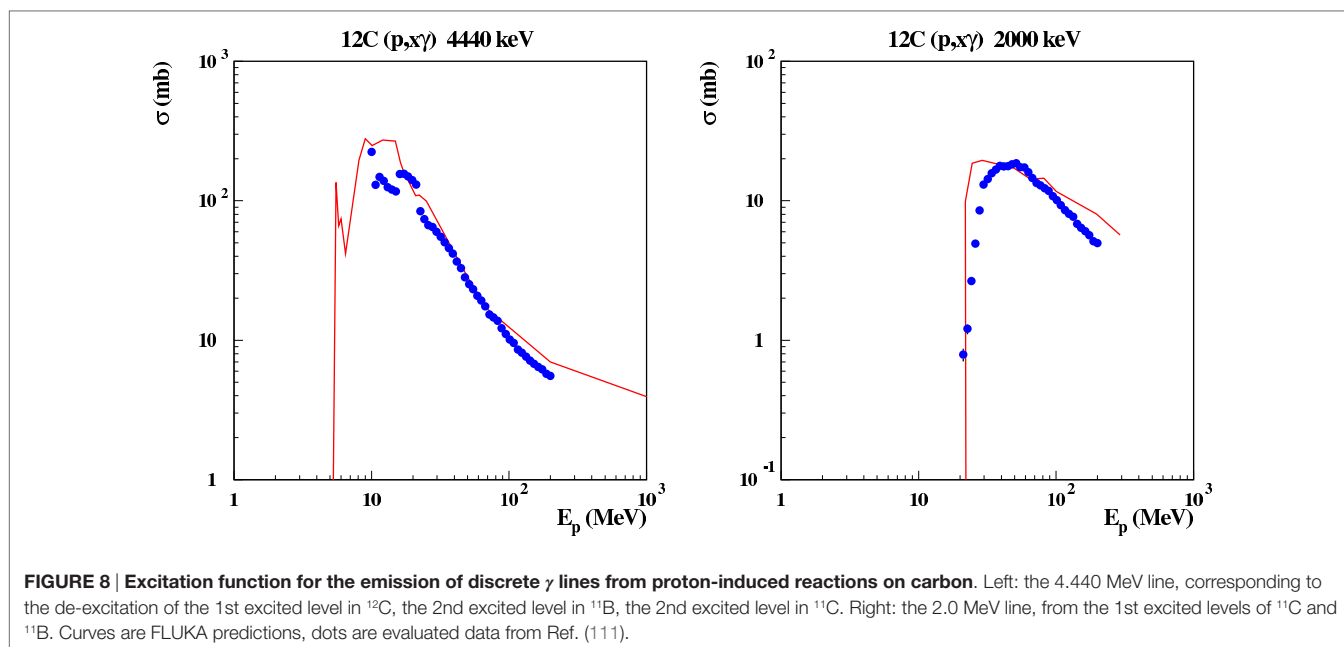 12C (p,xγ) 4440 keV
σ (mb)
10 3
10 2
10
1
1 10 10 2 10 3
E p (MeV)
12C (p,xγ) 2000 keV
σ (mb)
10 2
10
1
10 -1
1 10 10 2 10 3
E p (MeV)
FIGURE 8 | Excitation function for the emission of discrete γ lines from proton-induced reactions on carbon. Left: the 4.440 MeV line, corresponding to
the de-excitation of the 1st excited level in ¹²C, the 2nd excited level in ¹¹B, the 2nd excited level in ¹¹C. Right: the 2.0 MeV line, from the 1st excited levels of ¹¹C and
¹¹B. Curves are FLUKA predictions, dots are evaluated data from Ref. (111).